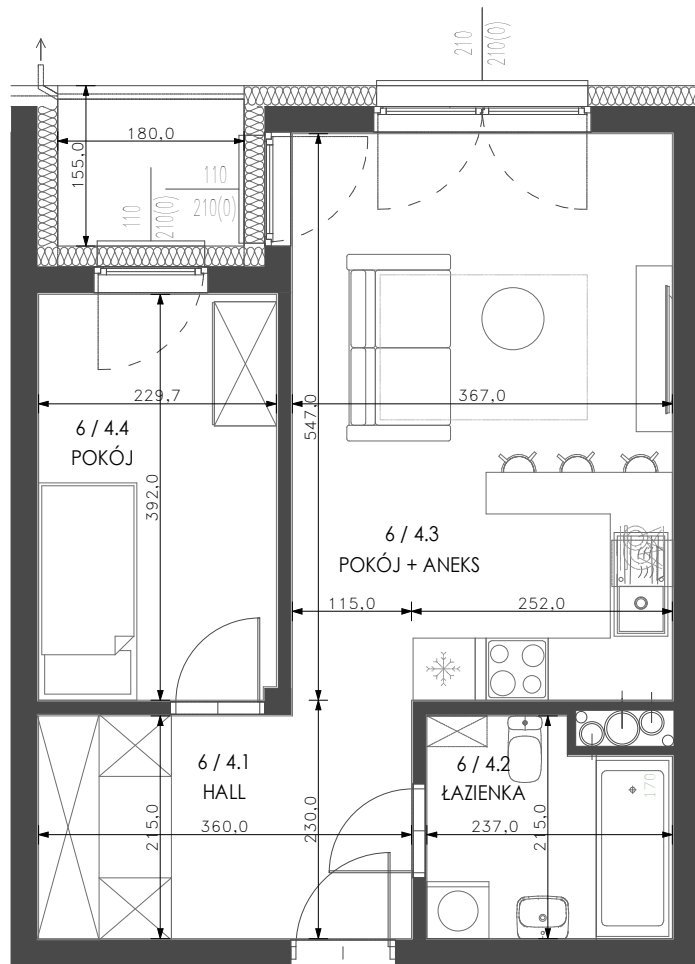 210
210(0)
180,0
155,0
110
210(0)
110
210(0)
229,7
547,0
367,0
6 / 4.4
POKÓJ
392,0
6 / 4.3
POKÓJ + ANEKS
115,0
252,0
6 / 4.1
HALL
6 / 4.2
ŁAZIENKA
170
215,0
360,0
230,0
237,0
215,0